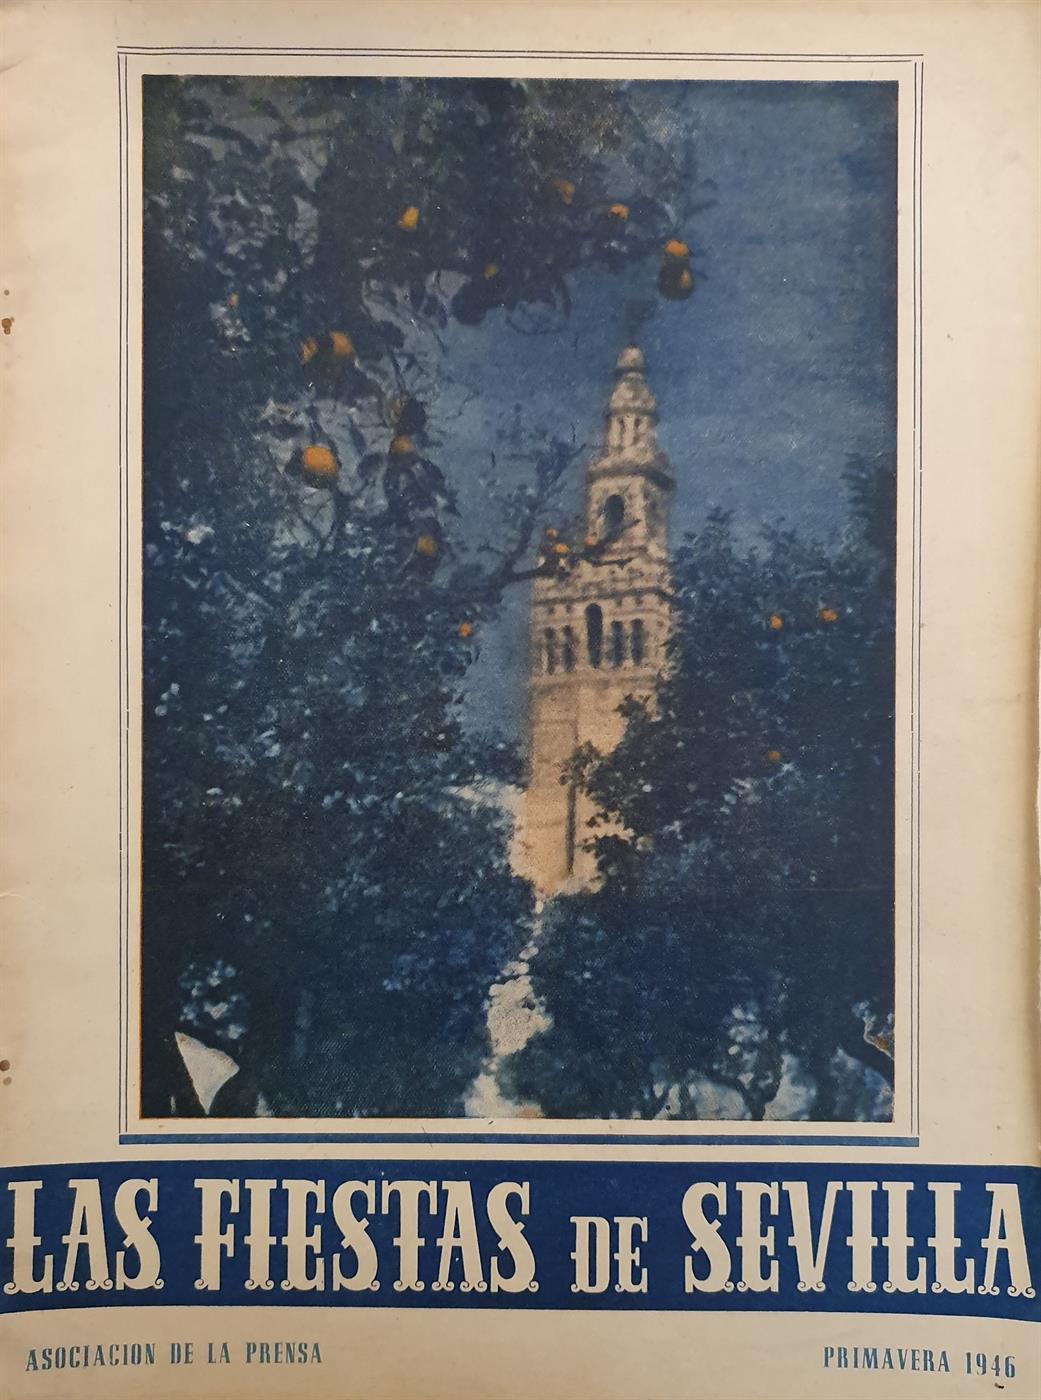 LAS FIESTAS DE SEVILLA
ASOCIACION DE LA PRENSA
PRIMAVERA 1946